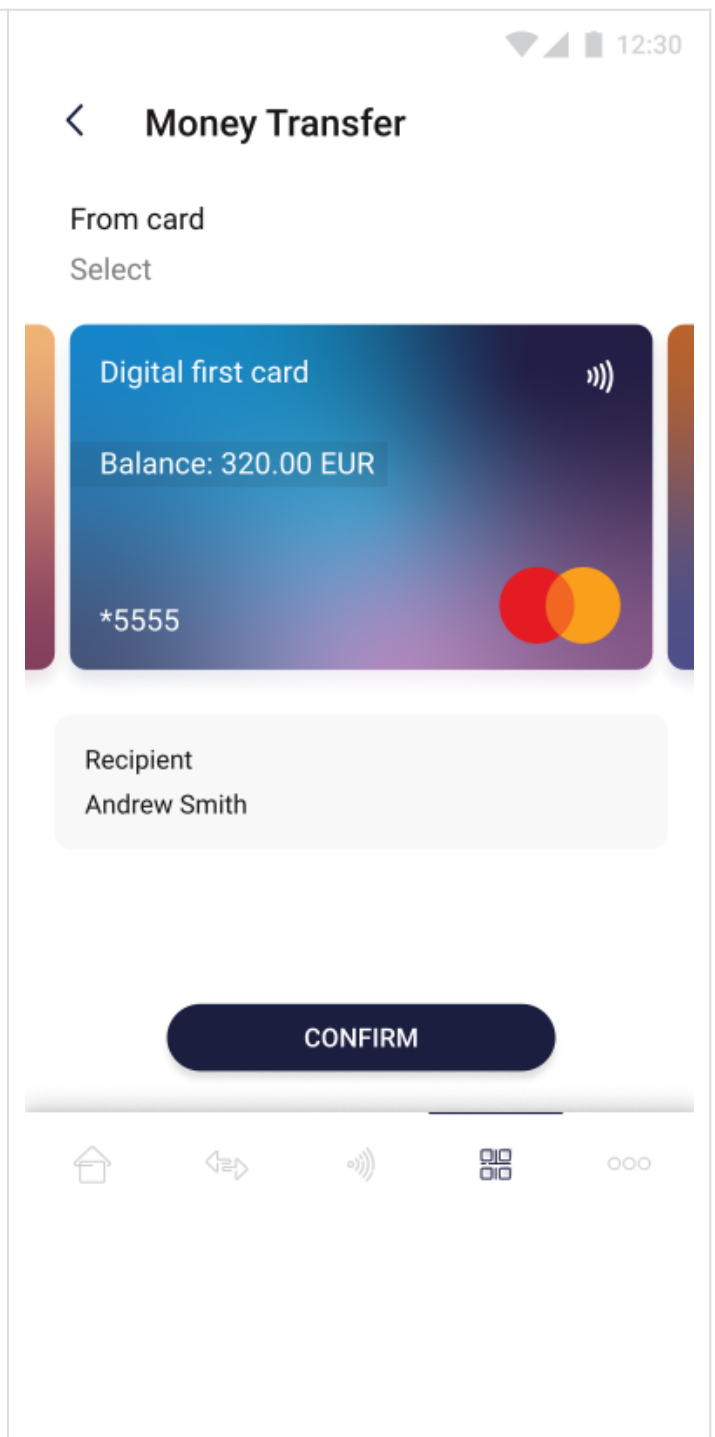 12:30
Money Transfer
From card
Select
Digital first card
Balance: 320.00 EUR
*5555
Recipient
Andrew Smith
CONFIRM